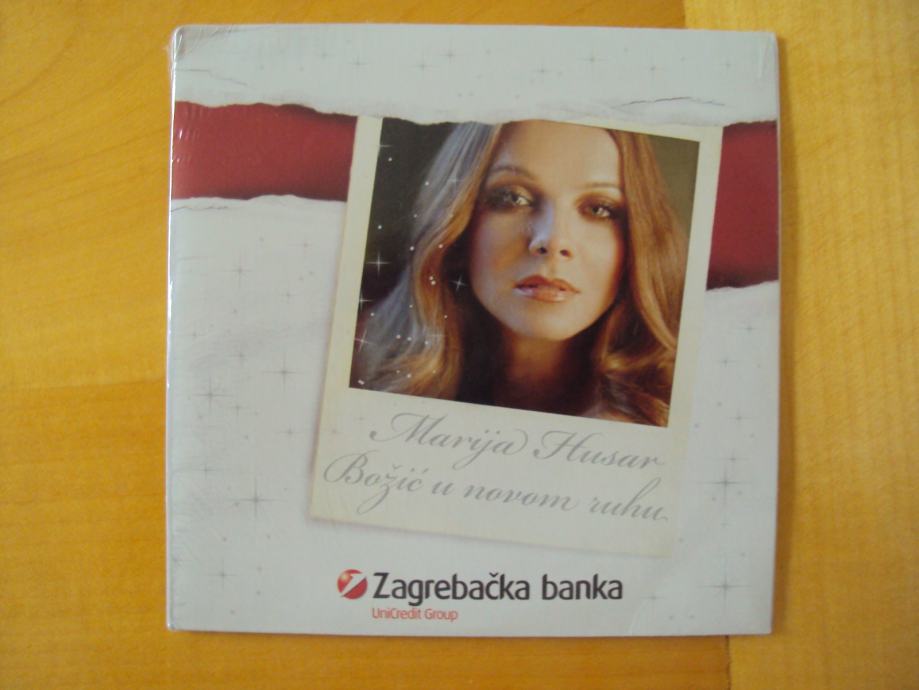 Marija Husar
Božić u novom ruhu
Zagrebačka banka
UniCredit Group